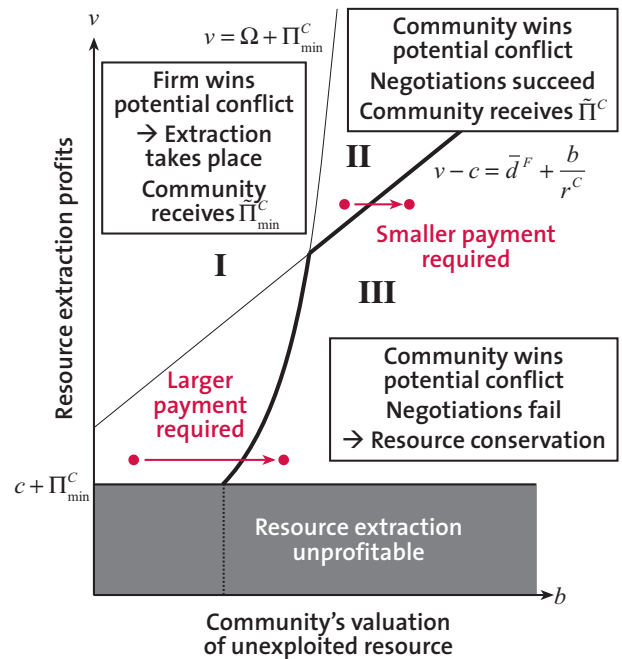 v
v = Ω + Π^C_min
Firm wins
potential conflict
→ Extraction
takes place
Community
receives Π̃^C_min
Community wins
potential conflict
Negotiations succeed
Community receives Π̃^C
II
v − c = d̄^F + b/r^C
Smaller payment
required
I
III
Resource extraction profits
Community wins
potential conflict
Negotiations fail
→ Resource conservation
Larger
payment
required
c + Π^C_min
Resource extraction
unprofitable
b
Community's valuation
of unexploited resource